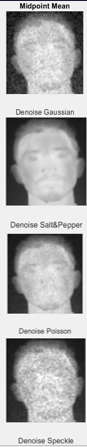 Midpoint Mean
Denoise Gaussian
Denoise Salt&Pepper
Denoise Poisson
Denoise Speckle